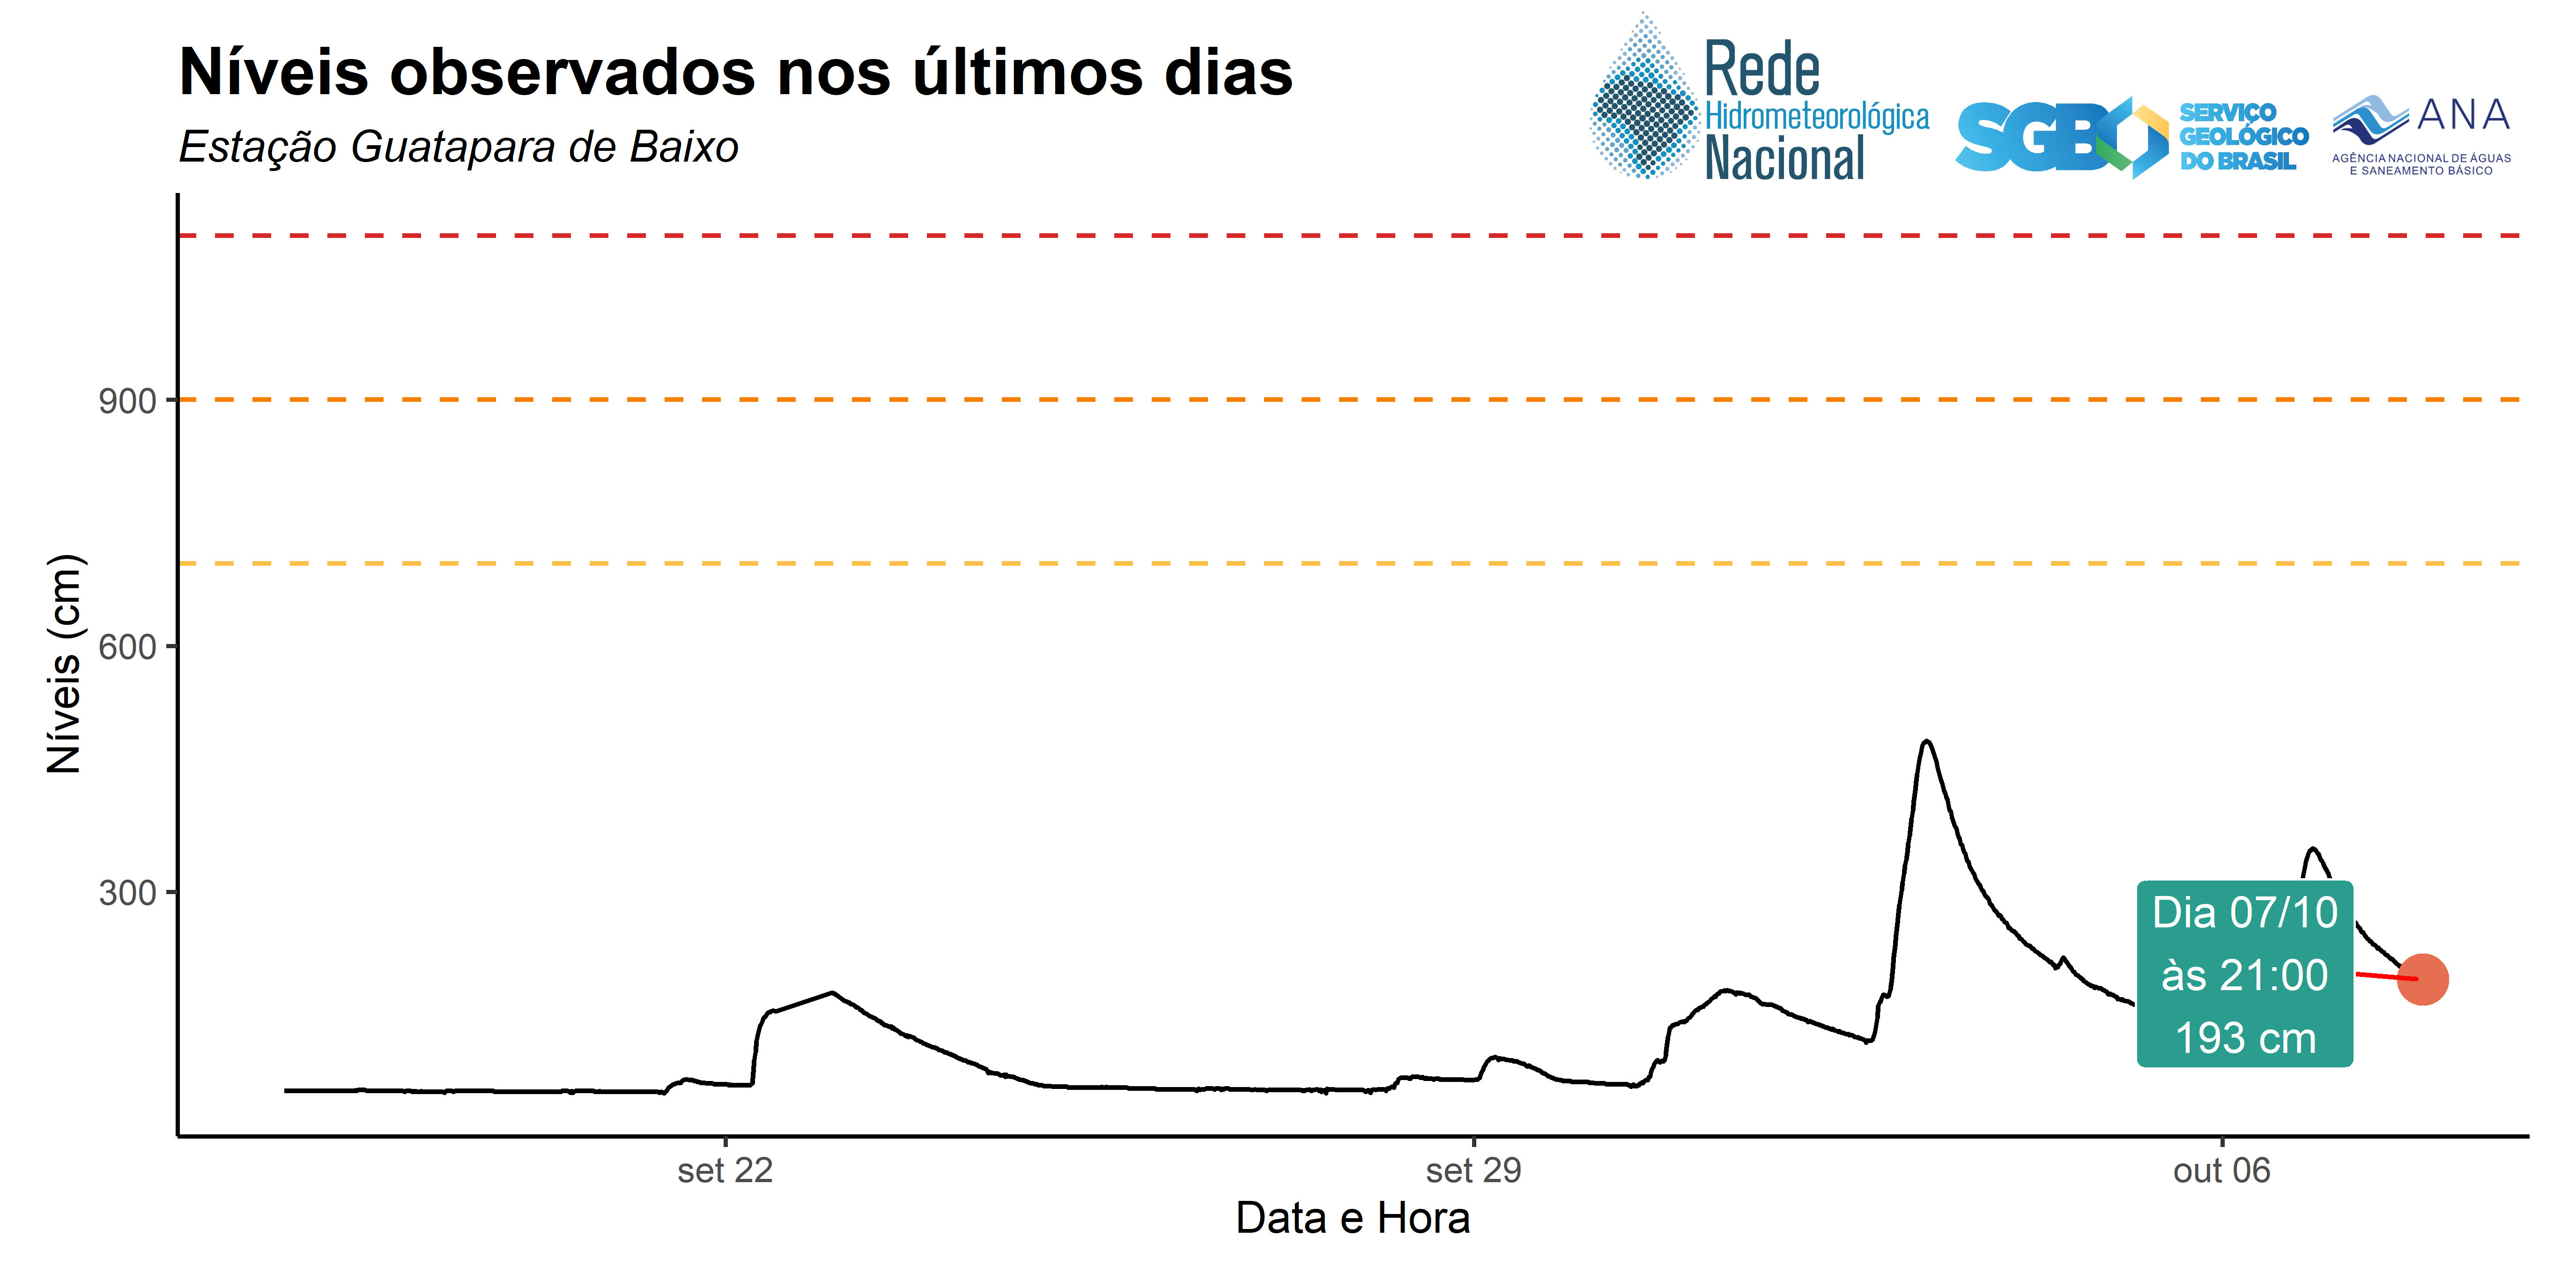 Níveis observados nos últimos dias
Estação Guatapara de Baixo
Rede
Hidrometeorológica
Nacional
SGB
SERVIÇO
GEOLÓGICO
DO BRASIL
ANA
AGÊNCIA NACIONAL DE ÁGUAS
E SANEAMENTO BÁSICO
Níveis (cm)
900
600
300
Dia 07/10
às 21:00
193 cm
set 22
set 29
out 06
Data e Hora